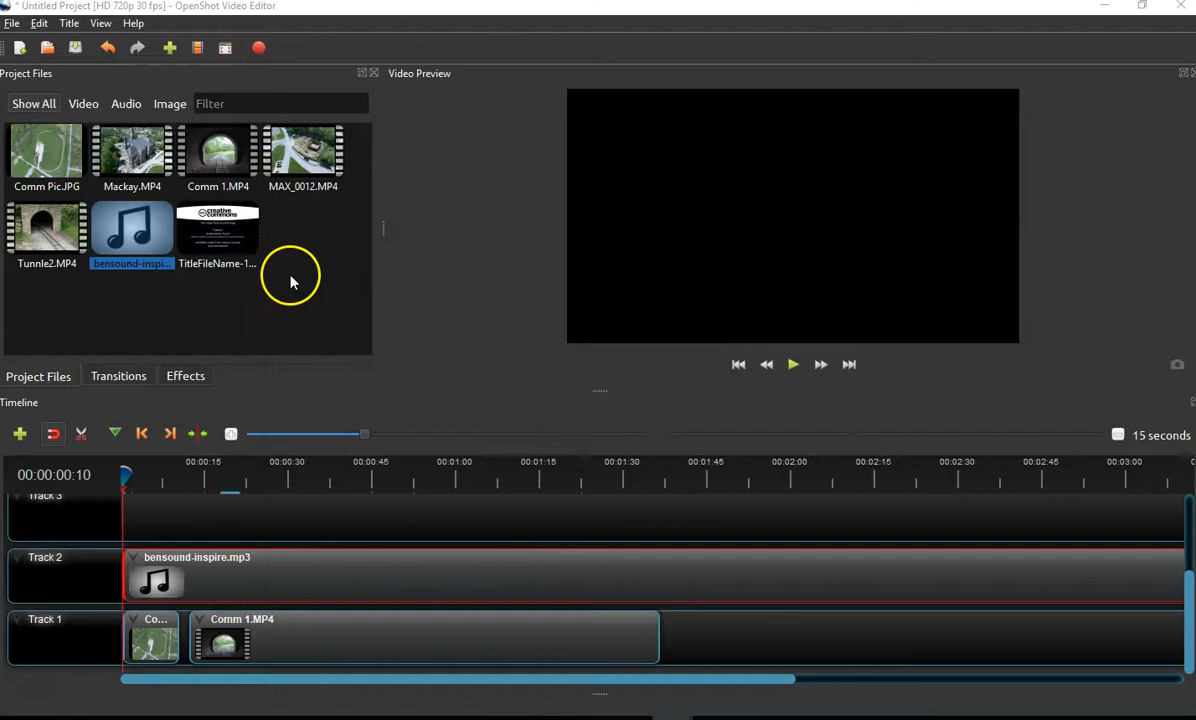 * Untitled Project [HD 720p 30 fps] - OpenShot Video Editor
File Edit Title View Help
Project Files
Video Preview
Show All Video Audio Image Filter
Comm Pic.JPG Mackay.MP4 Comm 1.MP4 MAX_0012.MP4
creative commons
Tunnle2.MP4 bensound-inspi... TitleFileName-1...
Project Files Transitions Effects
Timeline
15 seconds
00:00:00:10
00:00:15 00:00:30 00:00:45 00:01:00 00:01:15 00:01:30 00:01:45 00:02:00 00:02:15 00:02:30 00:02:45 00:03:00
Track 3
Track 2 bensound-inspire.mp3
Track 1 Co... Comm 1.MP4